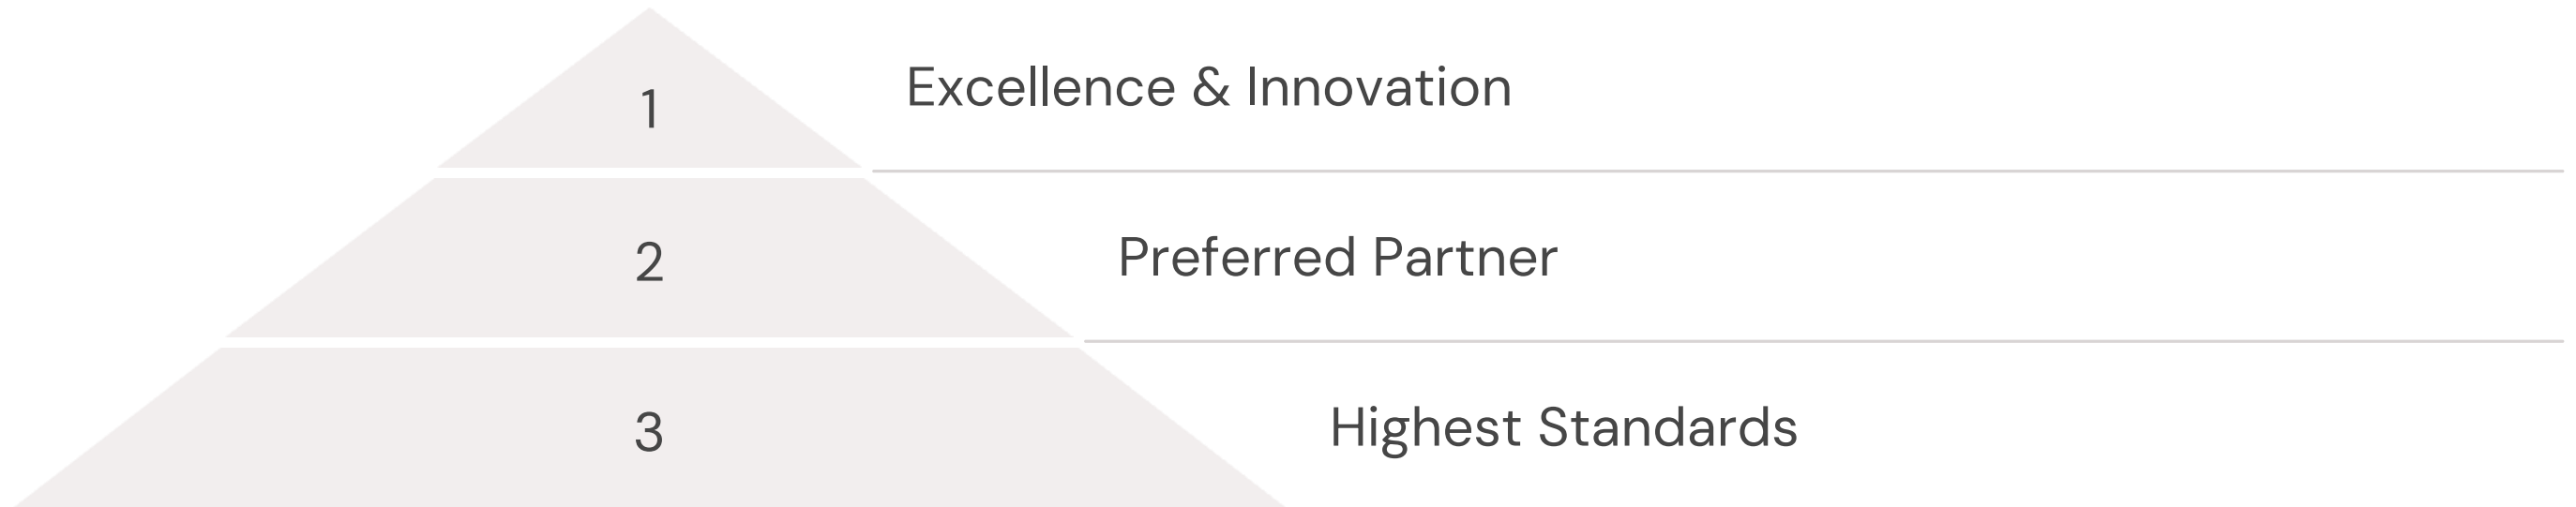 1
Excellence & Innovation
2
Preferred Partner
3
Highest Standards